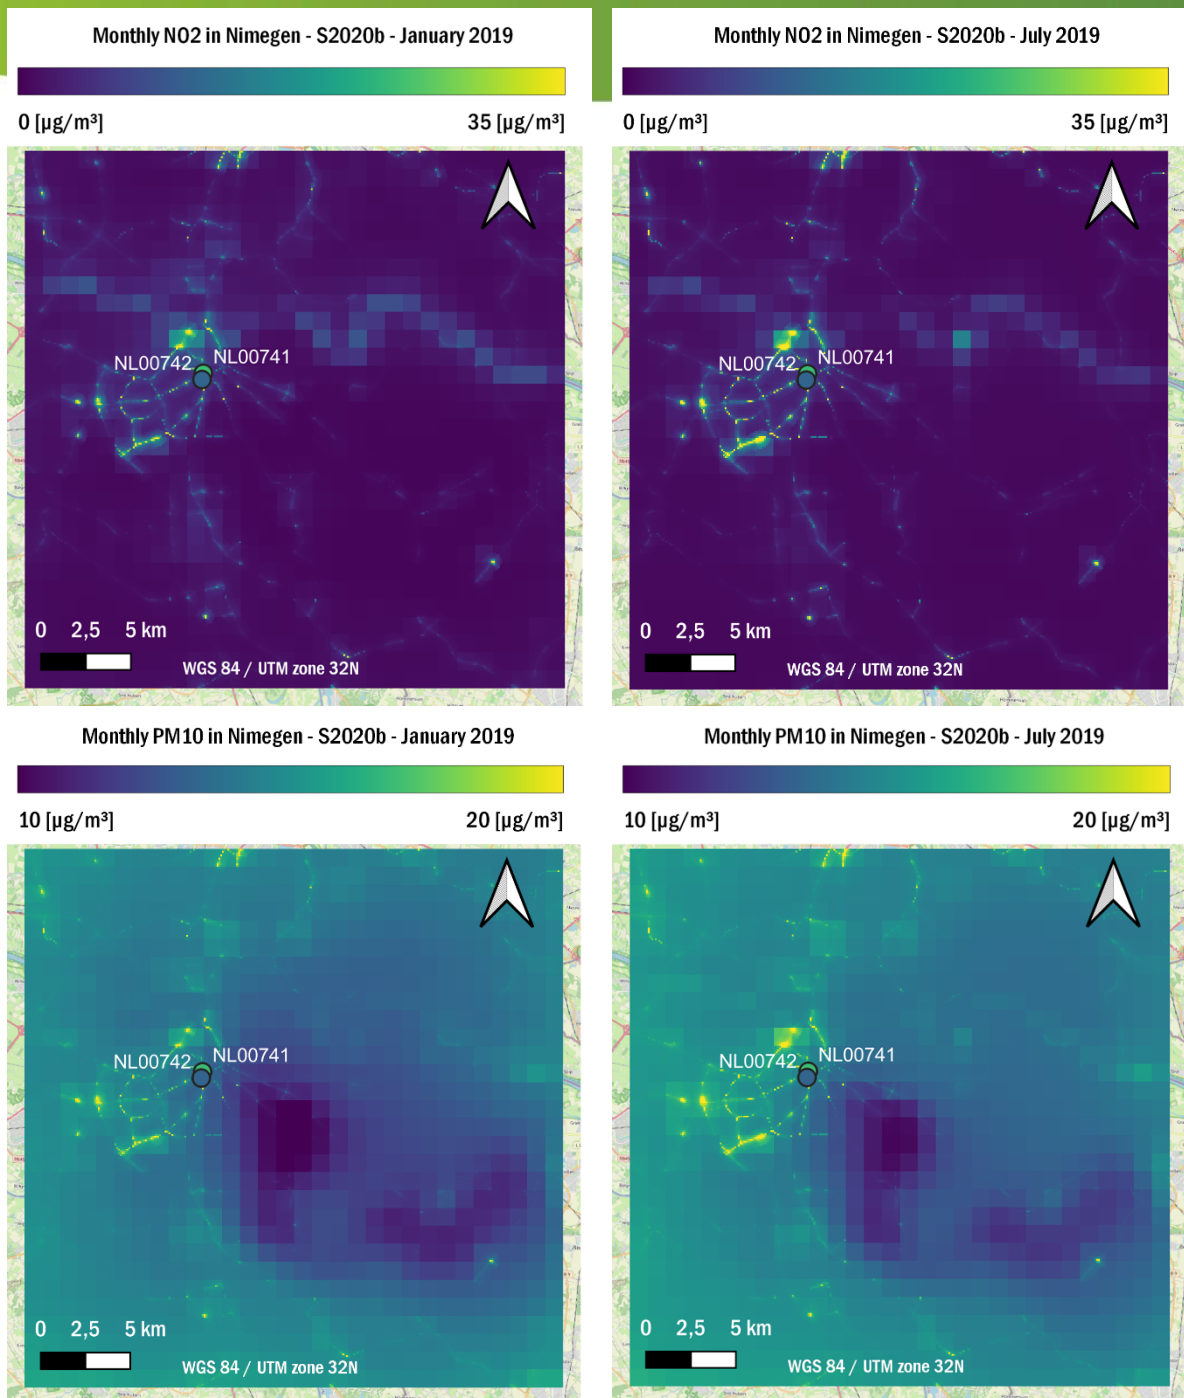 Monthly NO2 in Nimegen - S2020b - January 2019
0 [µg/m³] 35 [µg/m³]
NL00742 NL00741
0 2,5 5 km
WGS 84 / UTM zone 32N
Monthly NO2 in Nimegen - S2020b - July 2019
0 [µg/m³] 35 [µg/m³]
NL00742 NL00741
0 2,5 5 km
WGS 84 / UTM zone 32N
Monthly PM10 in Nimegen - S2020b - January 2019
10 [µg/m³] 20 [µg/m³]
NL00742 NL00741
0 2,5 5 km
WGS 84 / UTM zone 32N
Monthly PM10 in Nimegen - S2020b - July 2019
10 [µg/m³] 20 [µg/m³]
NL00742 NL00741
0 2,5 5 km
WGS 84 / UTM zone 32N